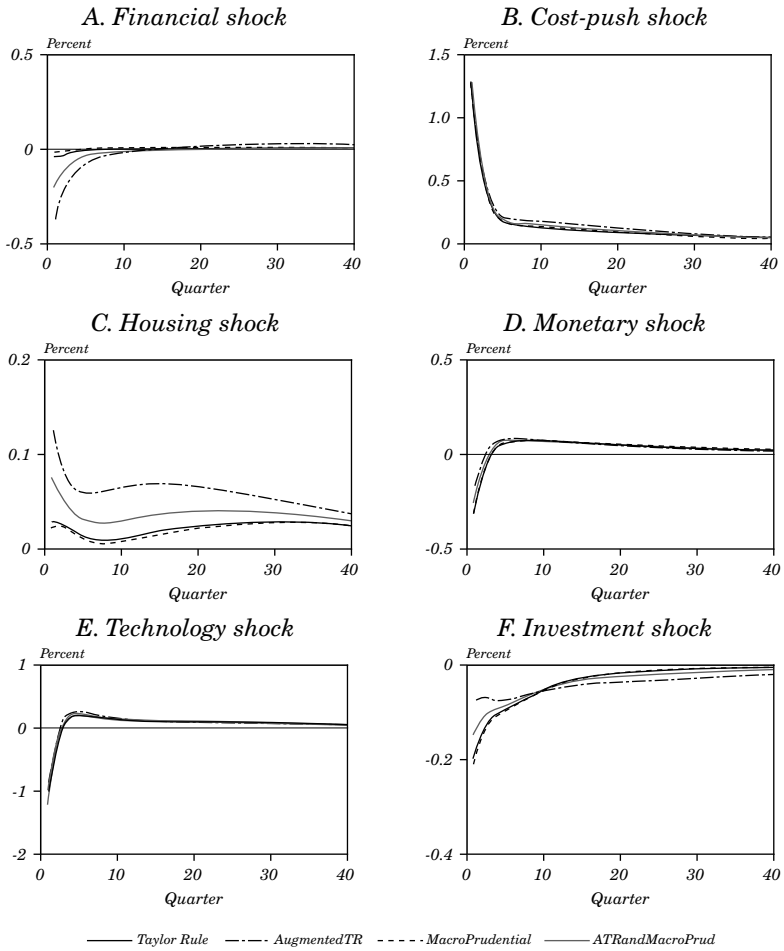 A. Financial shock
Percent
0.5
0
-0.5
0 10 20 30 40
Quarter
B. Cost-push shock
Percent
1.5
1.0
0.5
0
0 10 20 30 40
Quarter
C. Housing shock
Percent
0.2
0.1
0
0 10 20 30 40
Quarter
D. Monetary shock
Percent
0.5
0
-0.5
0 10 20 30 40
Quarter
E. Technology shock
Percent
1
0
-1
-2
0 10 20 30 40
Quarter
F. Investment shock
Percent
0
-0.2
-0.4
0 10 20 30 40
Quarter
Taylor Rule AugmentedTR MacroPrudential ATRandMacroPrud